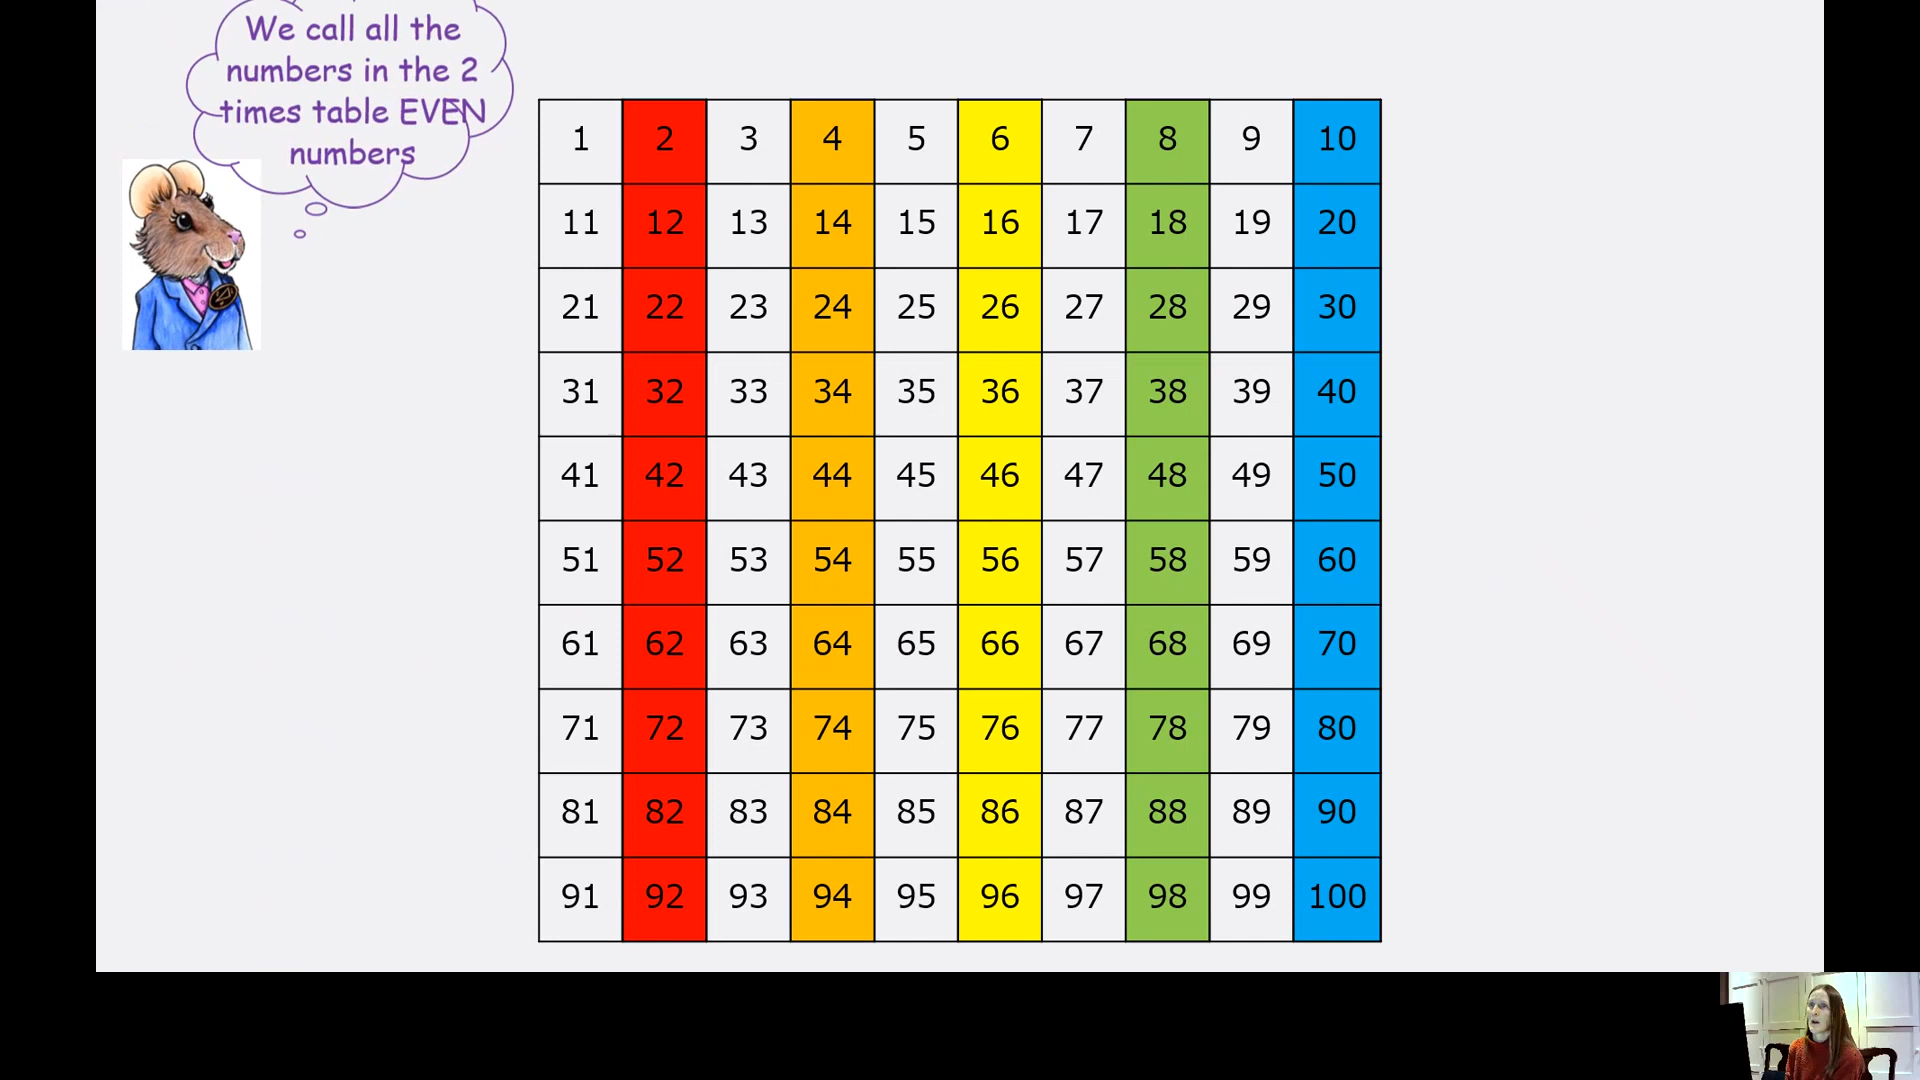 We call all the
numbers in the 2
times table EVEN
numbers
1 2 3 4 5 6 7 8 9 10
11 12 13 14 15 16 17 18 19 20
21 22 23 24 25 26 27 28 29 30
31 32 33 34 35 36 37 38 39 40
41 42 43 44 45 46 47 48 49 50
51 52 53 54 55 56 57 58 59 60
61 62 63 64 65 66 67 68 69 70
71 72 73 74 75 76 77 78 79 80
81 82 83 84 85 86 87 88 89 90
91 92 93 94 95 96 97 98 99 100